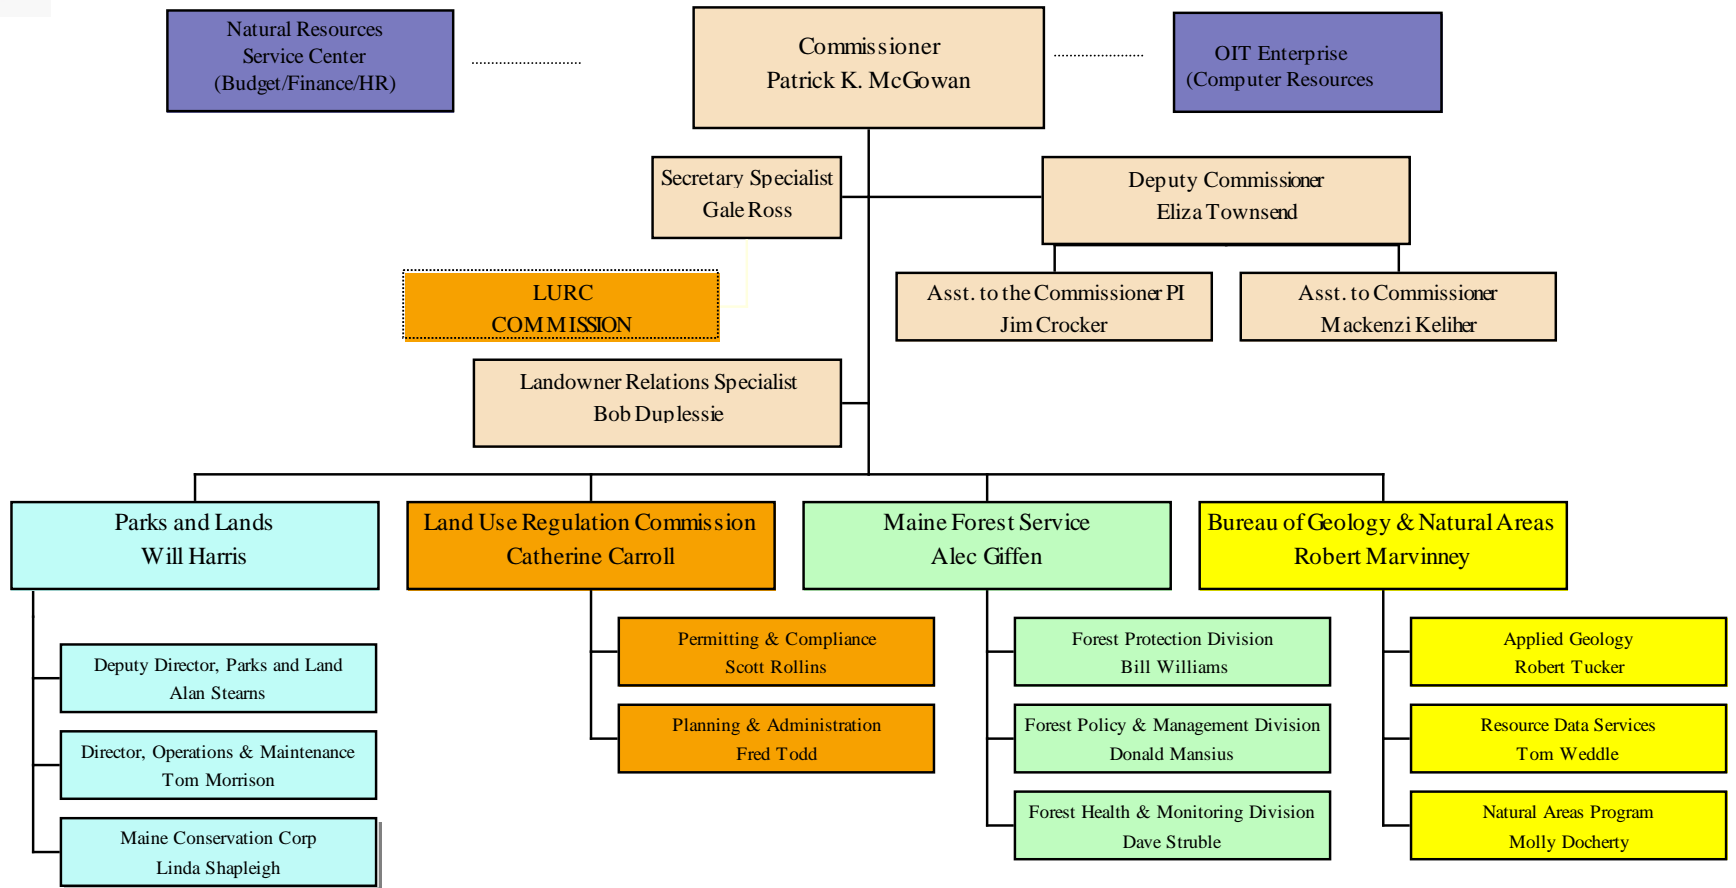 Natural Resources
Service Center
(Budget/Finance/HR)
Commissioner
Patrick K. McGowan
OIT Enterprise
(Computer Resources
Secretary Specialist
Gale Ross
Deputy Commissioner
Eliza Townsend
LURC
COMMISSION
Asst. to the Commissioner PI
Jim Crocker
Asst. to Commissioner
Mackenzi Keliher
Landowner Relations Specialist
Bob Duplessie
Parks and Lands
Will Harris
Land Use Regulation Commission
Catherine Carroll
Maine Forest Service
Alec Giffen
Bureau of Geology & Natural Areas
Robert Marvinney
Deputy Director, Parks and Land
Alan Stearns
Director, Operations & Maintenance
Tom Morrison
Maine Conservation Corp
Linda Shapleigh
Permitting & Compliance
Scott Rollins
Planning & Administration
Fred Todd
Forest Protection Division
Bill Williams
Forest Policy & Management Division
Donald Mansius
Forest Health & Monitoring Division
Dave Struble
Applied Geology
Robert Tucker
Resource Data Services
Tom Weddle
Natural Areas Program
Molly Docherty